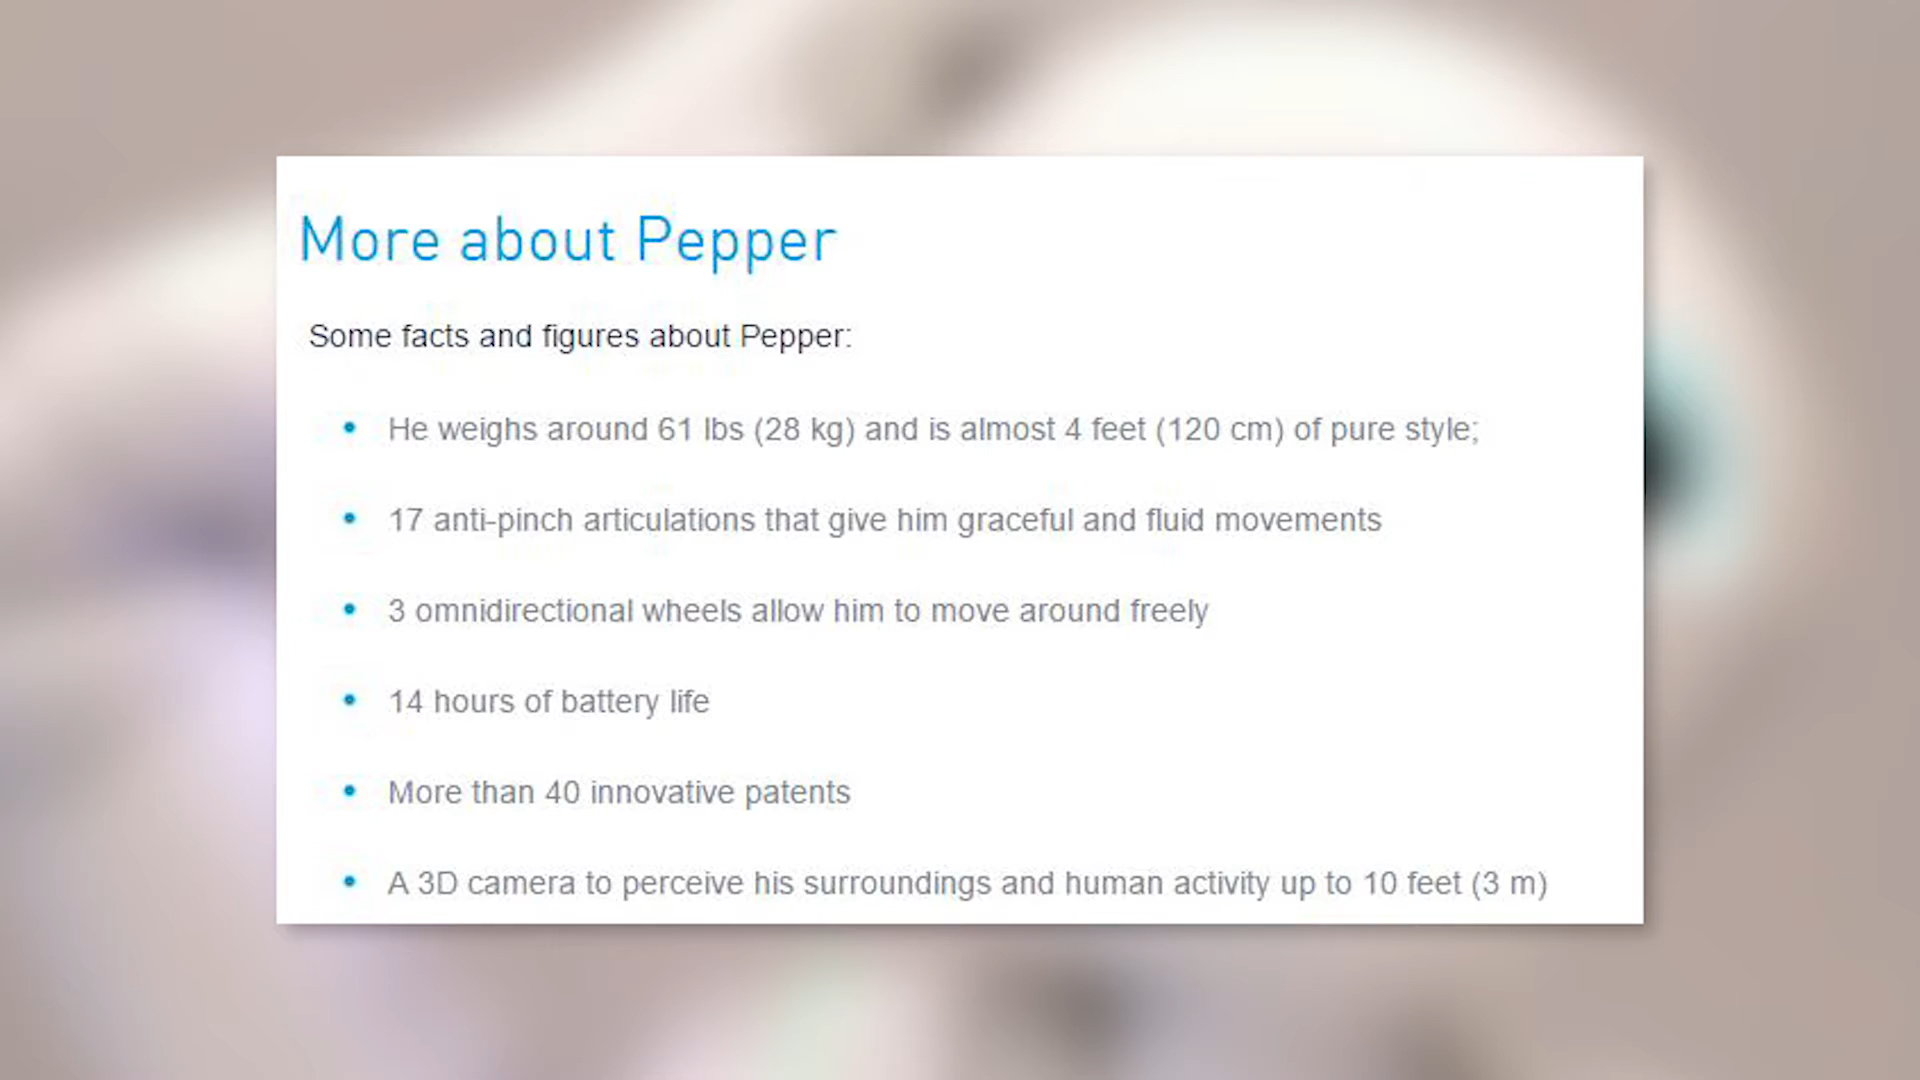 More about Pepper
Some facts and figures about Pepper:
• He weighs around 61 lbs (28 kg) and is almost 4 feet (120 cm) of pure style;
• 17 anti-pinch articulations that give him graceful and fluid movements
• 3 omnidirectional wheels allow him to move around freely
• 14 hours of battery life
• More than 40 innovative patents
• A 3D camera to perceive his surroundings and human activity up to 10 feet (3 m)